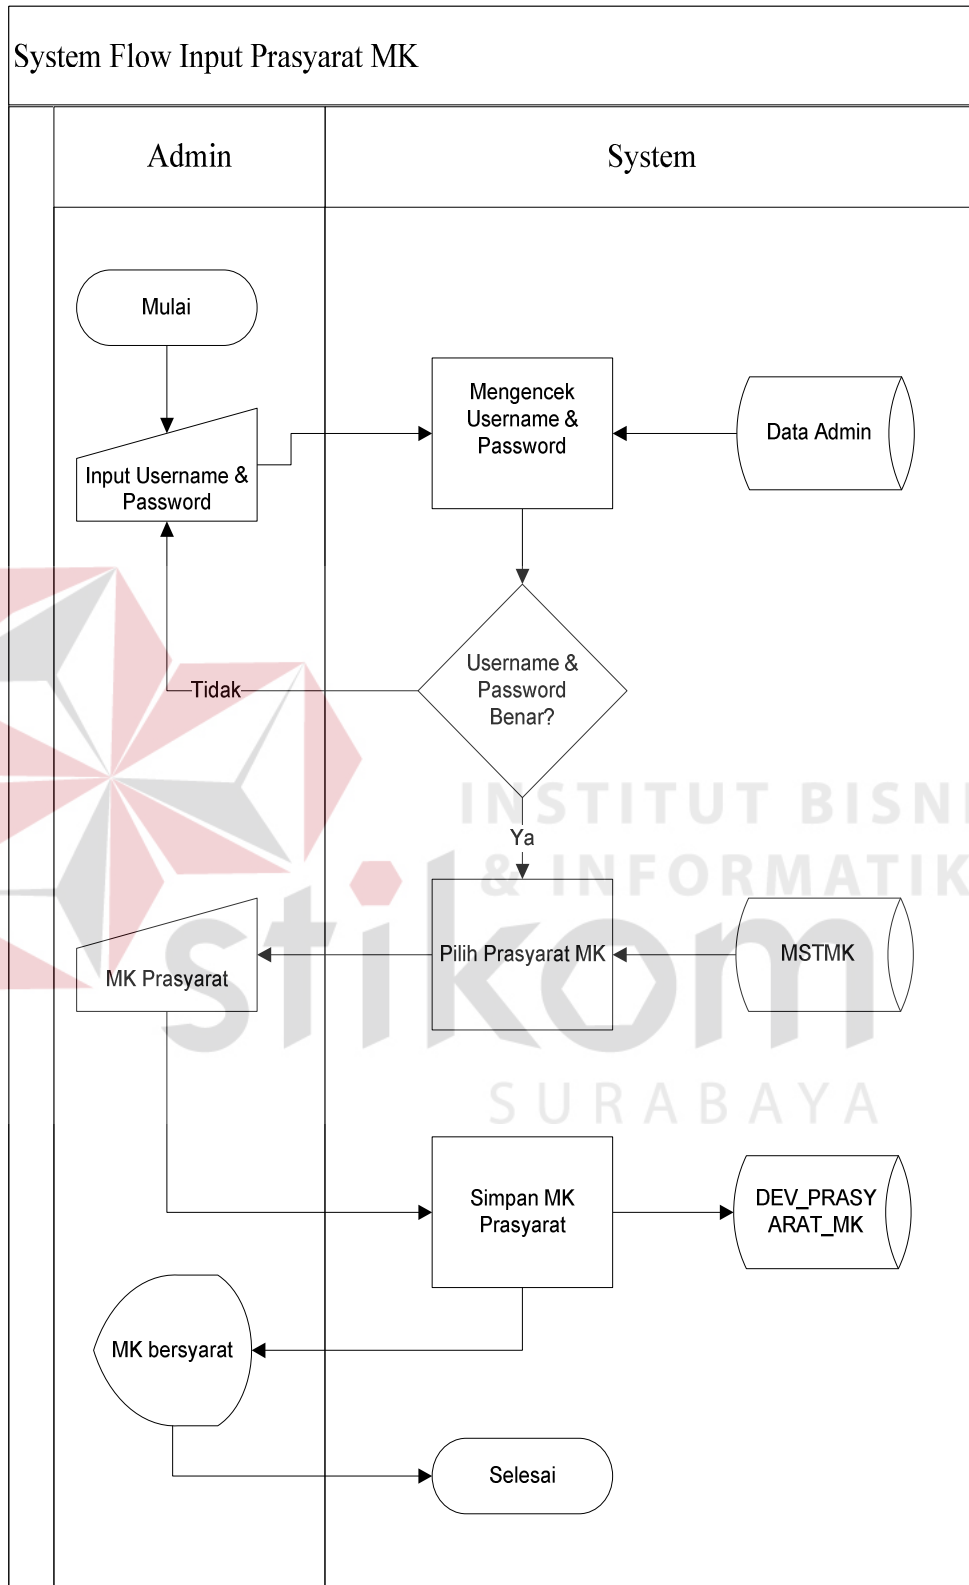 System Flow Input Prasyarat MK
Admin
System
Mulai
Mengencek
Username &
Password
Data Admin
Input Username &
Password
Username &
Password
Benar?
Tidak
Ya
INSTITUT BISNI
& INFORMATIK
stikom
SURABAYA
Pilih Prasyarat MK
MSTMK
MK Prasyarat
Simpan MK
Prasyarat
DEV_PRASY
ARAT_MK
MK bersyarat
Selesai